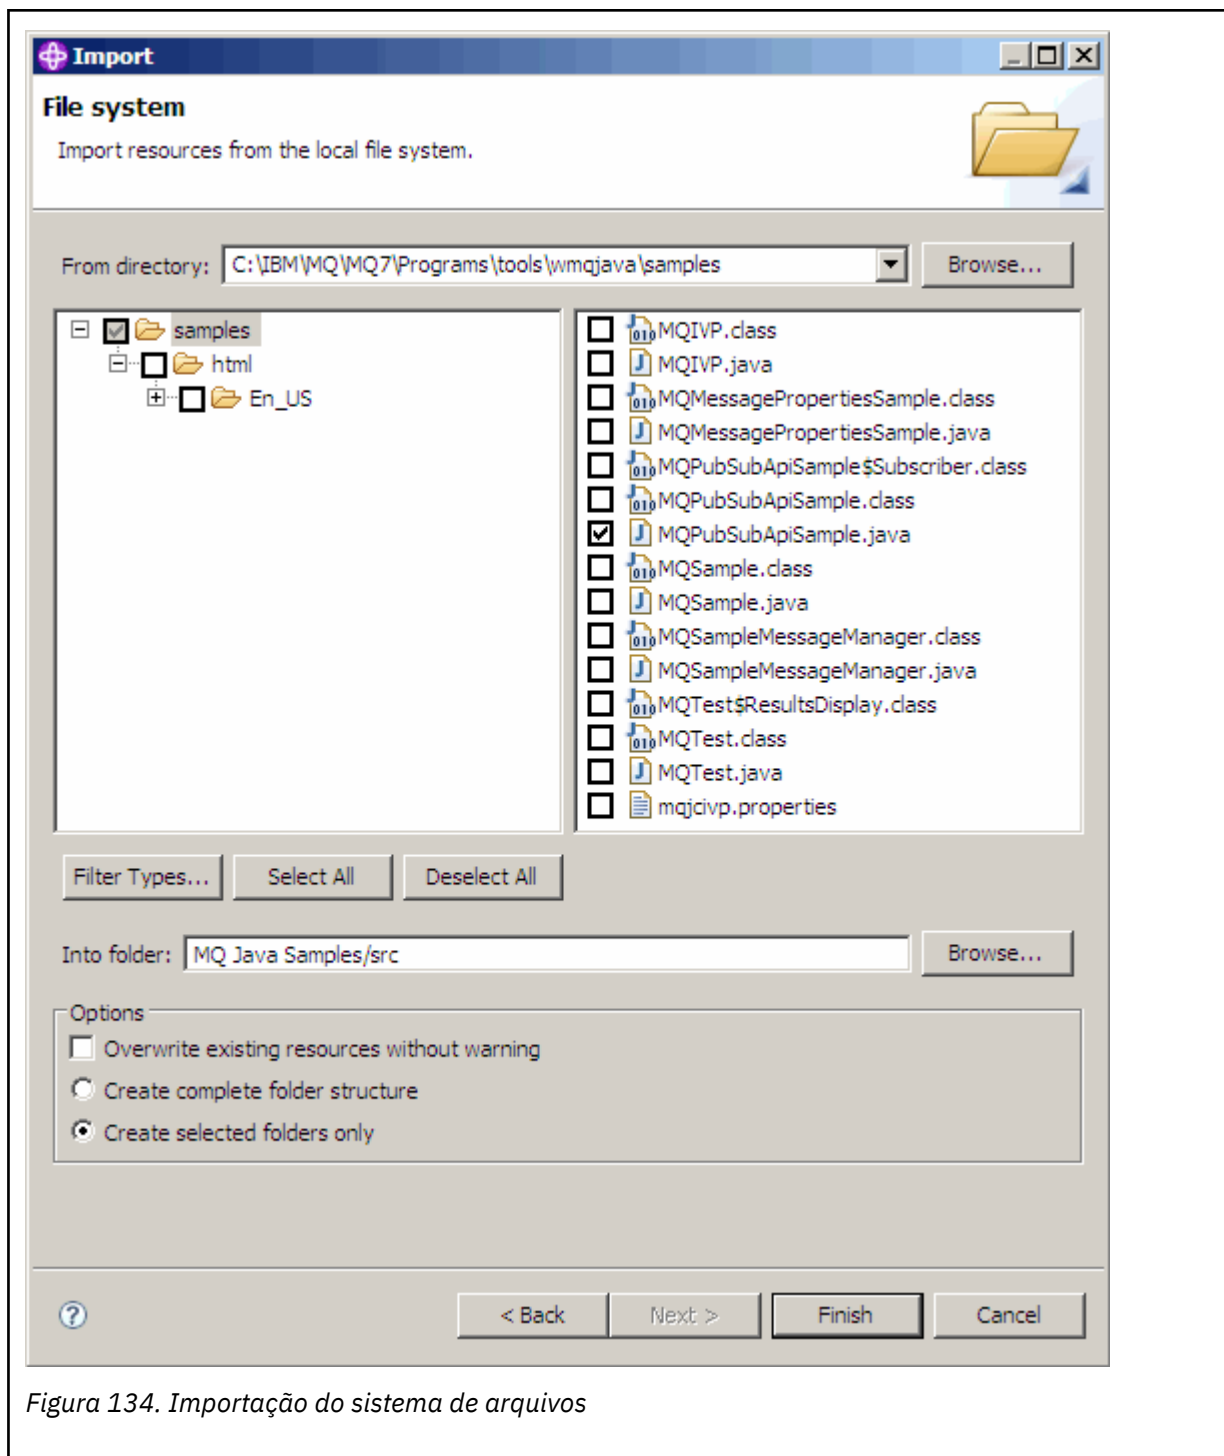 Import
File system
Import resources from the local file system.
From directory: C:\IBM\MQ\MQ7\Programs\tools\wmqjava\samples Browse...
samples
html
En_US
MQIVP.class
MQIVP.java
MQMessagePropertiesSample.class
MQMessagePropertiesSample.java
MQPubSubApiSample$Subscriber.class
MQPubSubApiSample.class
MQPubSubApiSample.java
MQSample.class
MQSample.java
MQSampleMessageManager.class
MQSampleMessageManager.java
MQTest$ResultsDisplay.class
MQTest.class
MQTest.java
mqjcivp.properties
Filter Types... Select All Deselect All
Into folder: MQ Java Samples/src Browse...
Options
Overwrite existing resources without warning
Create complete folder structure
Create selected folders only
< Back Next > Finish Cancel
Figura 134. Importação do sistema de arquivos